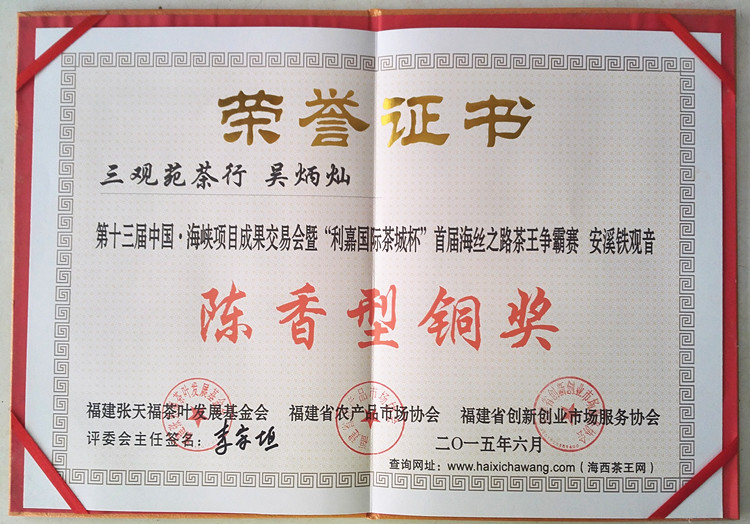 荣誉证书
三观苑茶行 吴炳灿
第十三届中国·海峡项目成果交易会暨“利嘉国际茶城杯”首届海丝之路茶王争霸赛 安溪铁观音
陈香型铜奖
福建张天福茶叶发展基金会 福建省农产品市场协会 福建省创新创业市场服务协会
评委会主任签名：
二〇一五年六月
查询网址：www.haixichawang.com（海西茶王网）